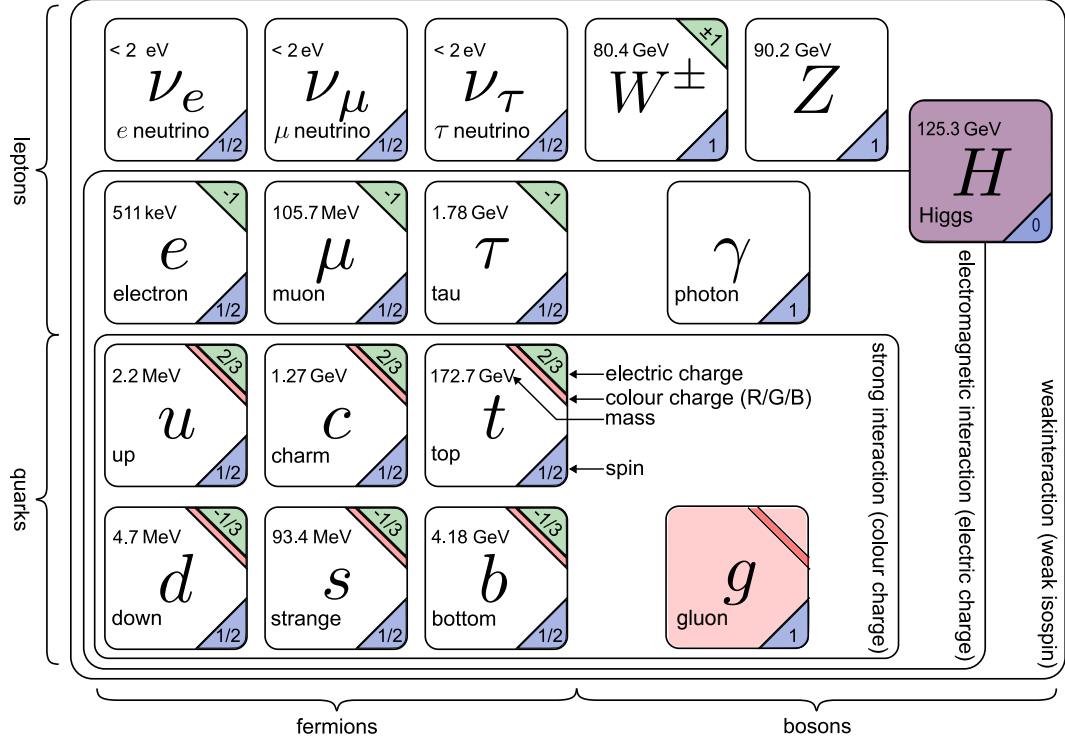 leptons
quarks
< 2 eV
ν_e
e neutrino
1/2
< 2 eV
ν_μ
μ neutrino
1/2
< 2 eV
ν_τ
τ neutrino
1/2
80.4 GeV
±1
W±
1
90.2 GeV
Z
1
125.3 GeV
H
Higgs
0
511 keV
-1
e
electron
1/2
105.7 MeV
-1
μ
muon
1/2
1.78 GeV
-1
τ
tau
1/2
γ
photon
1
2.2 MeV
2/3
u
up
1/2
1.27 GeV
2/3
c
charm
1/2
172.7 GeV
2/3
t
top
1/2
electric charge
colour charge (R/G/B)
mass
spin
4.7 MeV
-1/3
d
down
1/2
93.4 MeV
-1/3
s
strange
1/2
4.18 GeV
-1/3
b
bottom
1/2
g
gluon
1
strong interaction (colour charge)
electromagnetic interaction (electric charge)
weakinteraction (weak isospin)
fermions
bosons